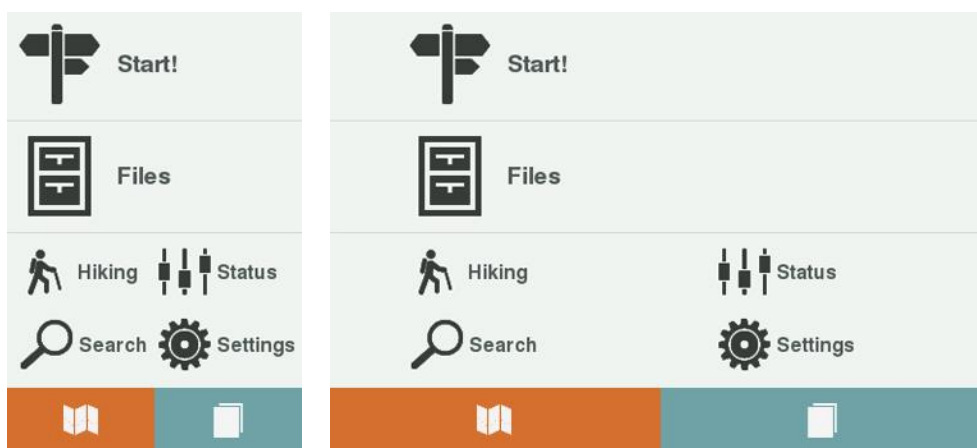 Start!
Files
Hiking
Status
Search
Settings
Start!
Files
Hiking
Status
Search
Settings